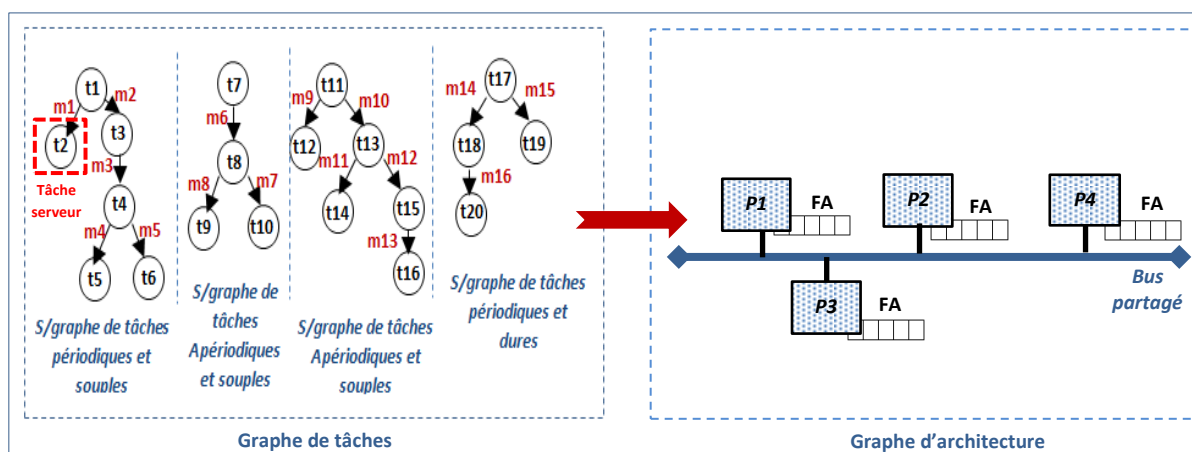 t1
m1
m2
t2
t3
Tâche
serveur
m3
t4
m4
m5
t5
t6
S/graphe de tâches
périodiques et
souples
t7
m6
t8
m8
m7
t9
t10
S/graphe de
tâches
Apériodiques
et souples
t11
m9
m10
t12
t13
m11
m12
t14
t15
m13
t16
S/graphe de tâches
Apériodiques et
souples
t17
m14
m15
t18
t19
m16
t20
S/graphe de tâches
périodiques et
dures
Graphe de tâches
P1
FA
P2
FA
P4
FA
P3
FA
Bus
partagé
Graphe d’architecture